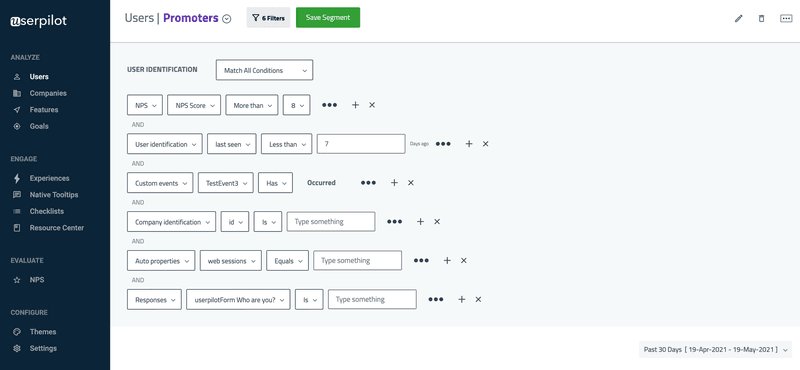 userpilot
Users | Promoters
6 Filters
Save Segment
ANALYZE
Users
Companies
Features
Goals
ENGAGE
Experiences
Native Tooltips
Checklists
Resource Center
EVALUATE
NPS
CONFIGURE
Themes
Settings
USER IDENTIFICATION Match All Conditions
NPS NPS Score More than 8
AND
User identification last seen Less than 7 Days ago
AND
Custom events TestEvent3 Has Occurred
AND
Company identification id Is Type something
AND
Auto properties web sessions Equals Type something
AND
Responses userpilotForm Who are you? Is Type something
Past 30 Days [ 19-Apr-2021 - 19-May-2021 ]